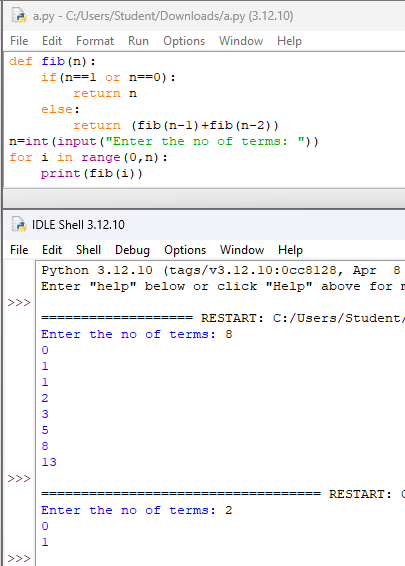 a.py - C:/Users/Student/Downloads/a.py (3.12.10)
File Edit Format Run Options Window Help
def fib(n):
    if(n==1 or n==0):
        return n
    else:
        return (fib(n-1)+fib(n-2))
n=int(input("Enter the no of terms: "))
for i in range(0,n):
    print(fib(i))
IDLE Shell 3.12.10
File Edit Shell Debug Options Window Help
Python 3.12.10 (tags/v3.12.10:0cc8128, Apr 8
Enter "help" below or click "Help" above for
>>>
=================== RESTART: C:/Users/Student/
Enter the no of terms: 8
0
1
1
2
3
5
8
13
>>>
=================================== RESTART:
Enter the no of terms: 2
0
1
>>>